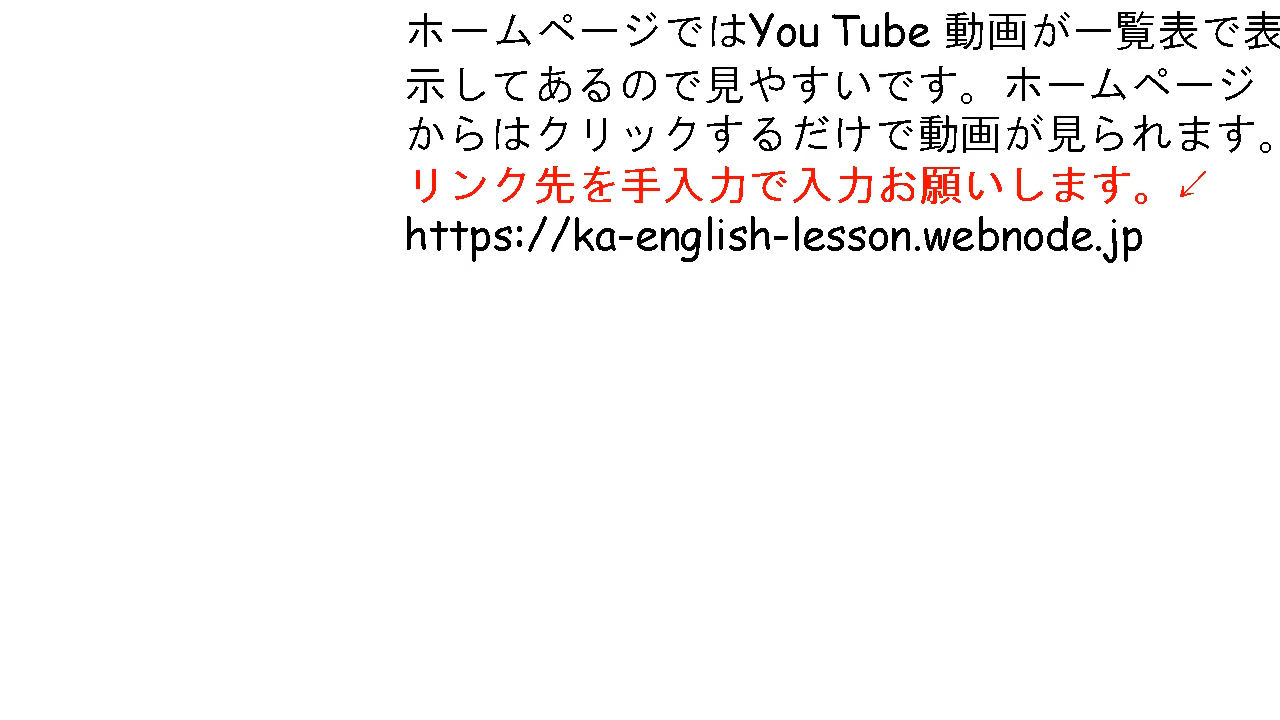 ホームページではYou Tube 動画が一覧表で表
示してあるので見やすいです。ホームページ
からはクリックするだけで動画が見られます。
リンク先を手入力で入力お願いします。↙
https://ka-english-lesson.webnode.jp